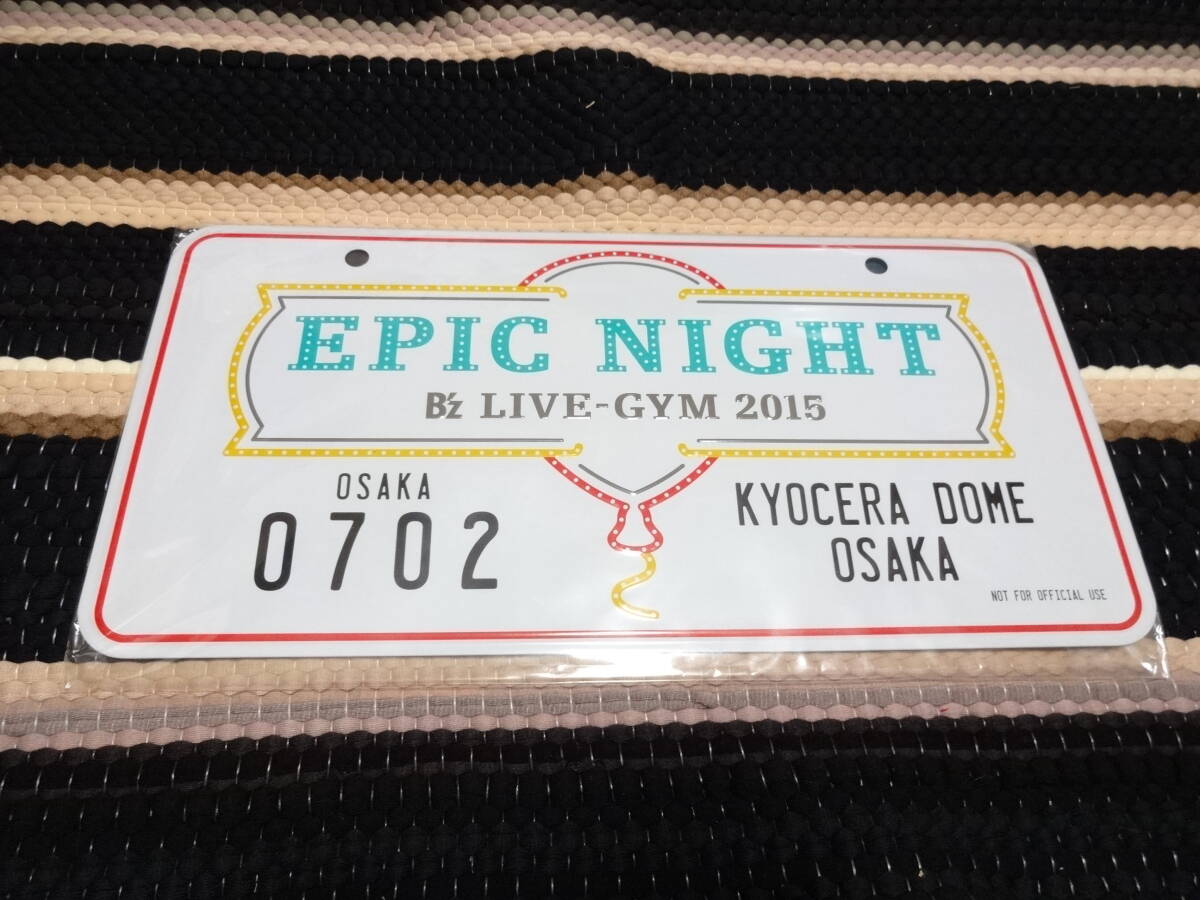 EPIC NIGHT
B'z LIVE-GYM 2015
OSAKA
0702
KYOCERA DOME
OSAKA
NOT FOR OFFICIAL USE